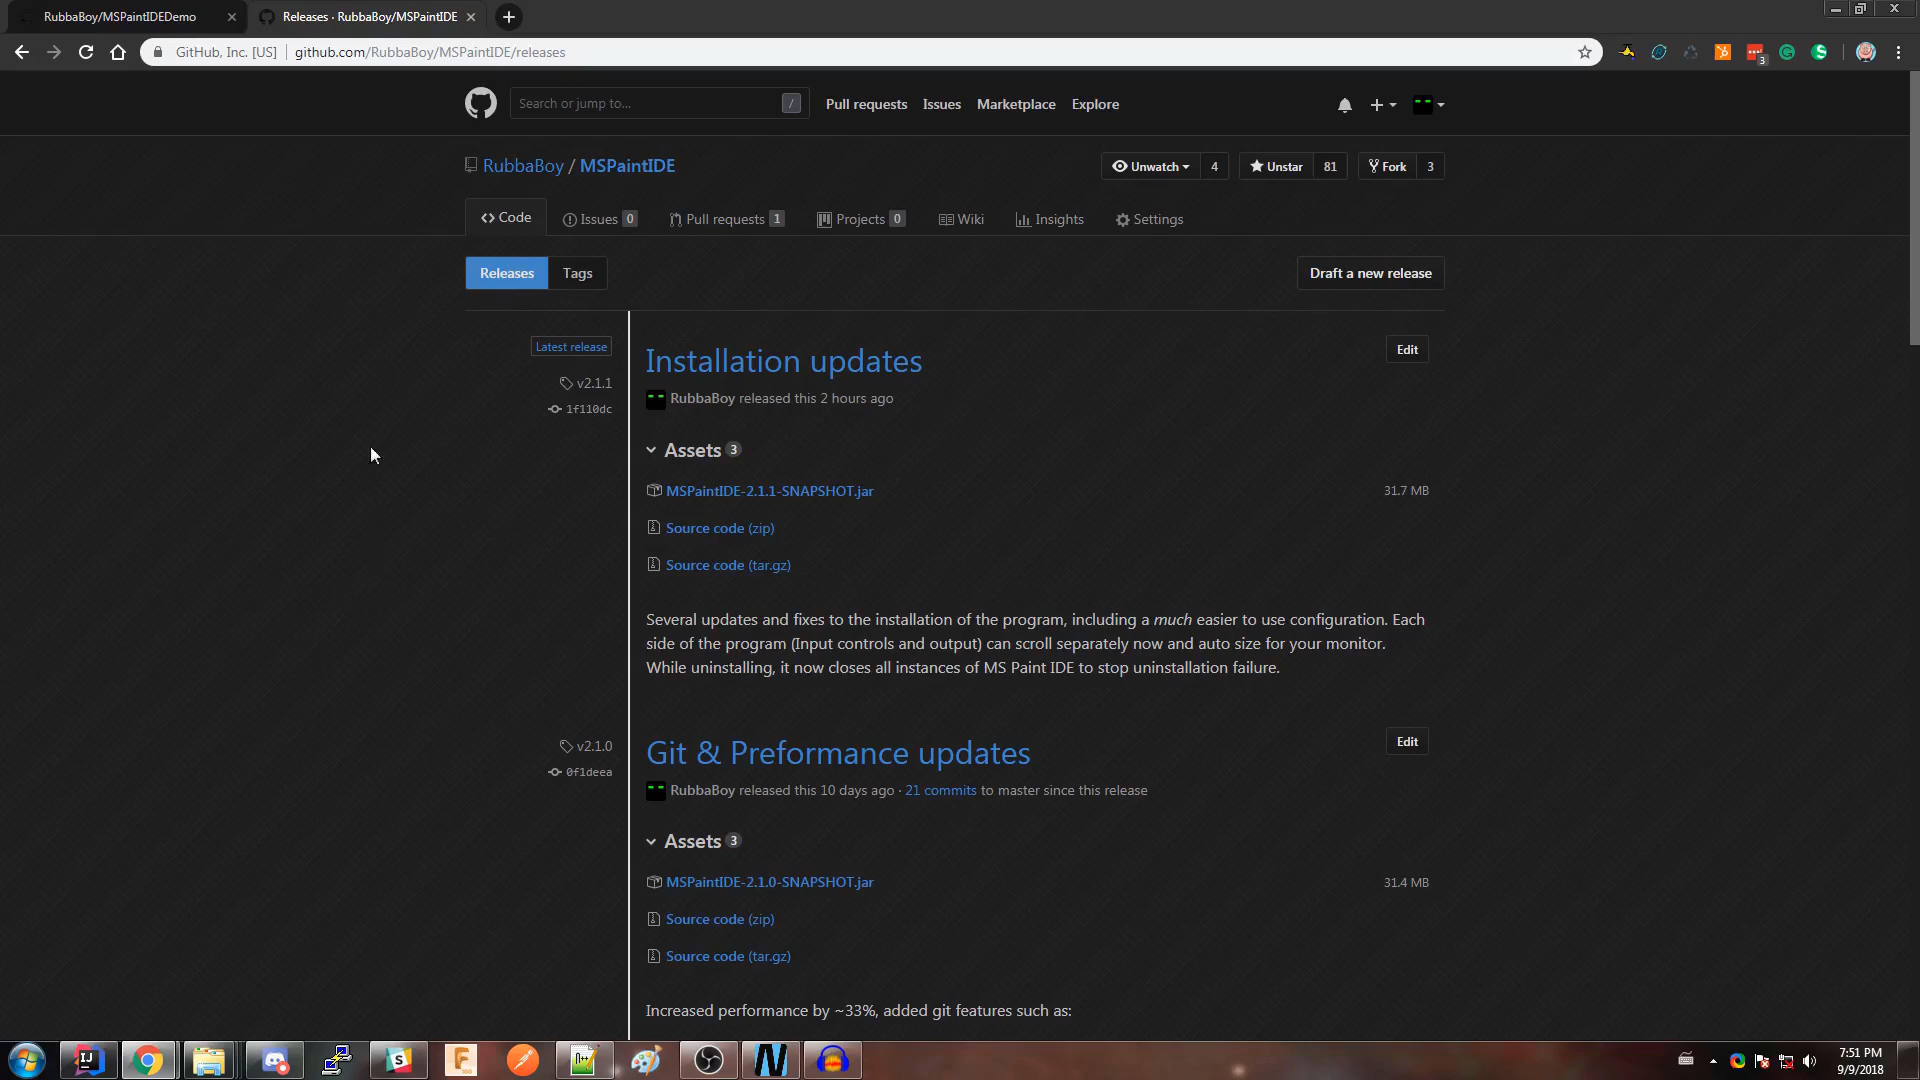 RubbaBoy/MSPaintIDEDemo
Releases · RubbaBoy/MSPaintIDE
GitHub, Inc. [US]
github.com/RubbaBoy/MSPaintIDE/releases
3
Search or jump to...
/
Pull requests
Issues
Marketplace
Explore
RubbaBoy / MSPaintIDE
Unwatch 4
Unstar 81
Fork 3
Code
Issues 0
Pull requests 1
Projects 0
Wiki
Insights
Settings
Releases
Tags
Draft a new release
Latest release
v2.1.1
1f110dc
Installation updates
Edit
RubbaBoy released this 2 hours ago
Assets 3
MSPaintIDE-2.1.1-SNAPSHOT.jar
31.7 MB
Source code (zip)
Source code (tar.gz)
Several updates and fixes to the installation of the program, including a much easier to use configuration. Each
side of the program (Input controls and output) can scroll separately now and auto size for your monitor.
While uninstalling, it now closes all instances of MS Paint IDE to stop uninstallation failure.
v2.1.0
0f1deea
Git & Preformance updates
Edit
RubbaBoy released this 10 days ago · 21 commits to master since this release
Assets 3
MSPaintIDE-2.1.0-SNAPSHOT.jar
31.4 MB
Source code (zip)
Source code (tar.gz)
Increased performance by ~33%, added git features such as:
7:51 PM
9/9/2018